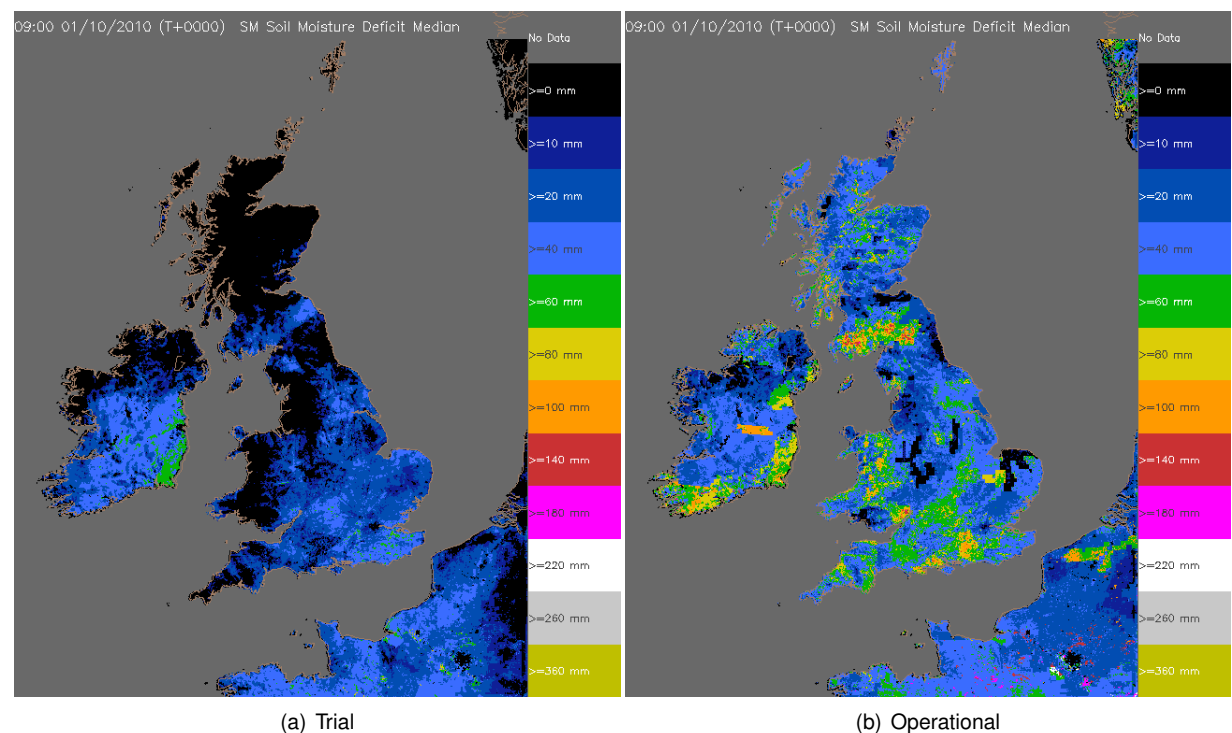 09:00 01/10/2010 (T+0000) SM Soil Moisture Deficit Median
No Data
>=0 mm
>=10 mm
>=20 mm
>=40 mm
>=60 mm
>=80 mm
>=100 mm
>=140 mm
>=180 mm
>=220 mm
>=260 mm
>=360 mm
(a) Trial
09:00 01/10/2010 (T+0000) SM Soil Moisture Deficit Median
No Data
>=0 mm
>=10 mm
>=20 mm
>=40 mm
>=60 mm
>=80 mm
>=100 mm
>=140 mm
>=180 mm
>=220 mm
>=260 mm
>=360 mm
(b) Operational